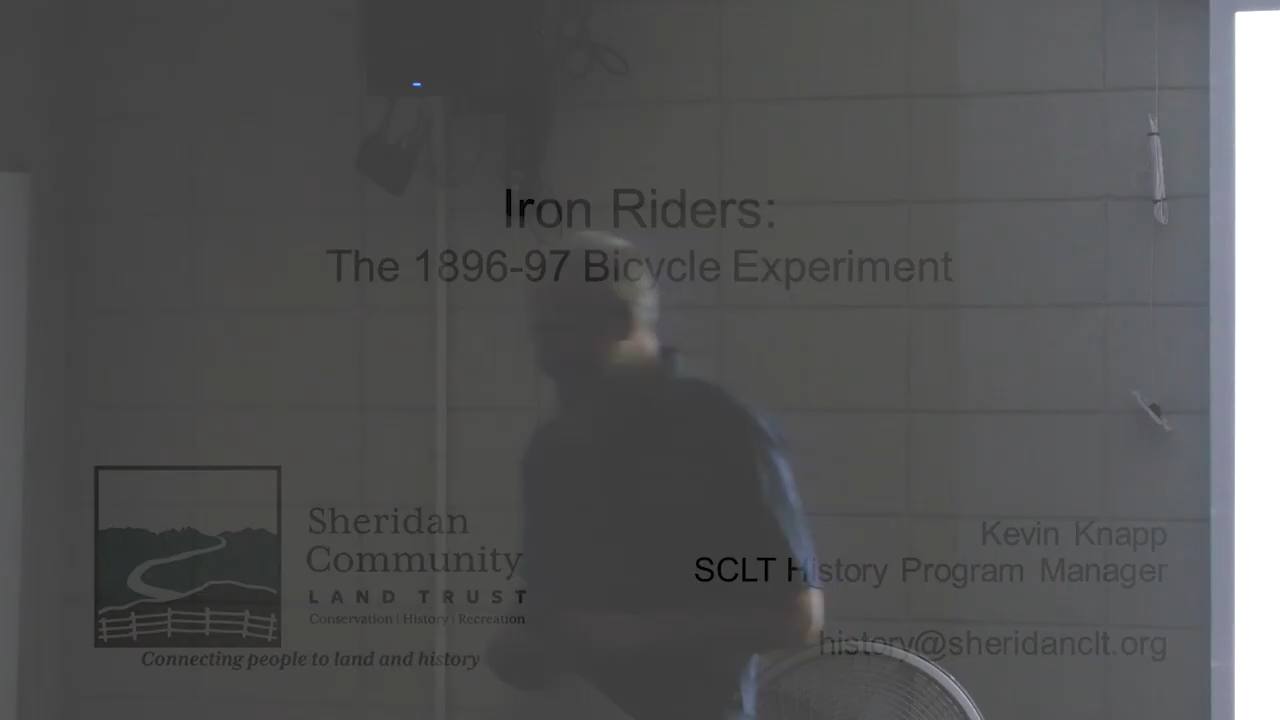 Iron Riders:
The 1896-97 Bicycle Experiment
Sheridan
Community
LAND TRUST
Conservation | History | Recreation
Connecting people to land and history
Kevin Knapp
SCLT History Program Manager
history@sheridanclt.org